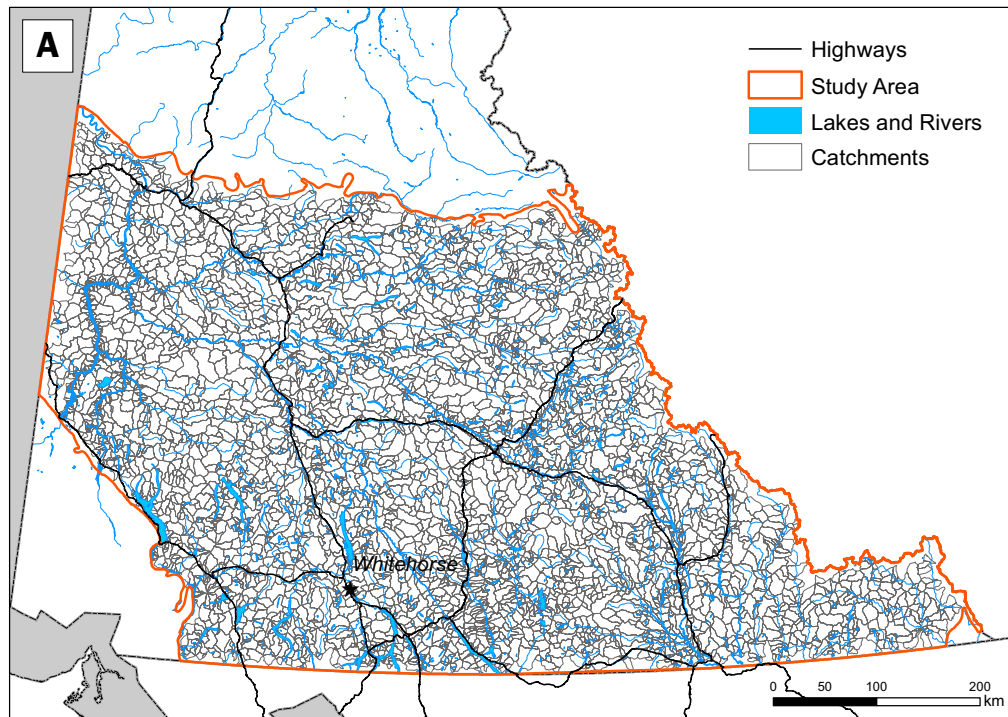 A
Highways
Study Area
Lakes and Rivers
Catchments
Whitehorse
0 50 100 200
km